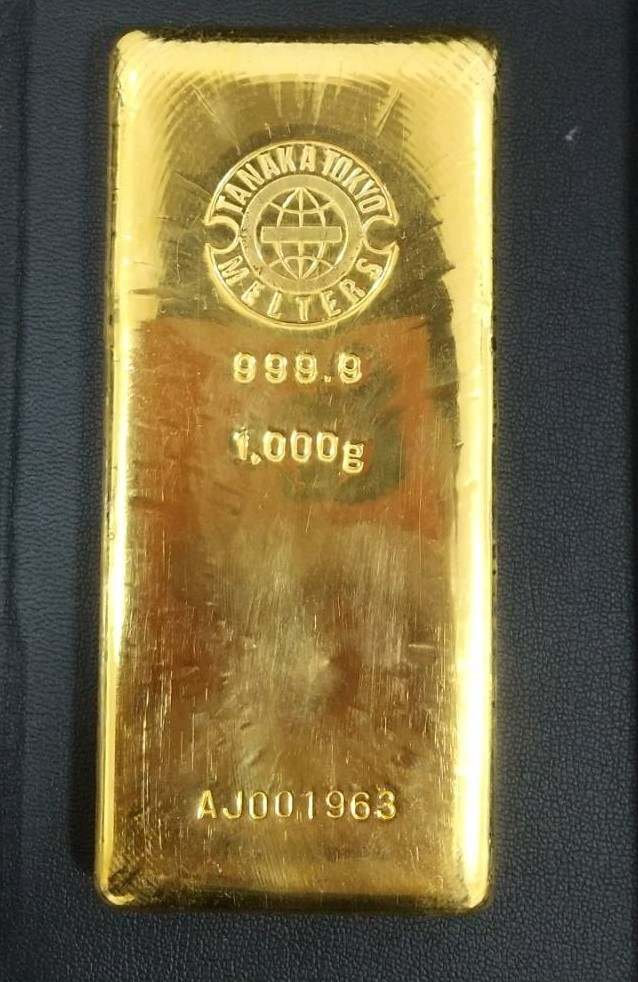 TANAKA TOKYO
MELTERS
999.9
1,000g
AJ001963